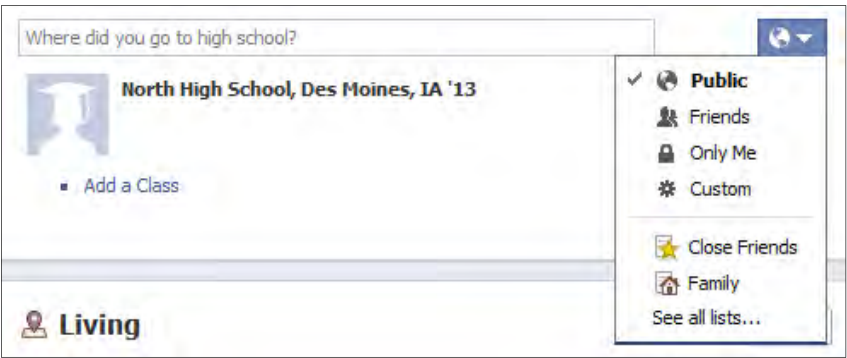 Where did you go to high school?
North High School, Des Moines, IA '13
Add a Class
Public
Friends
Only Me
Custom
Close Friends
Family
See all lists...
Living